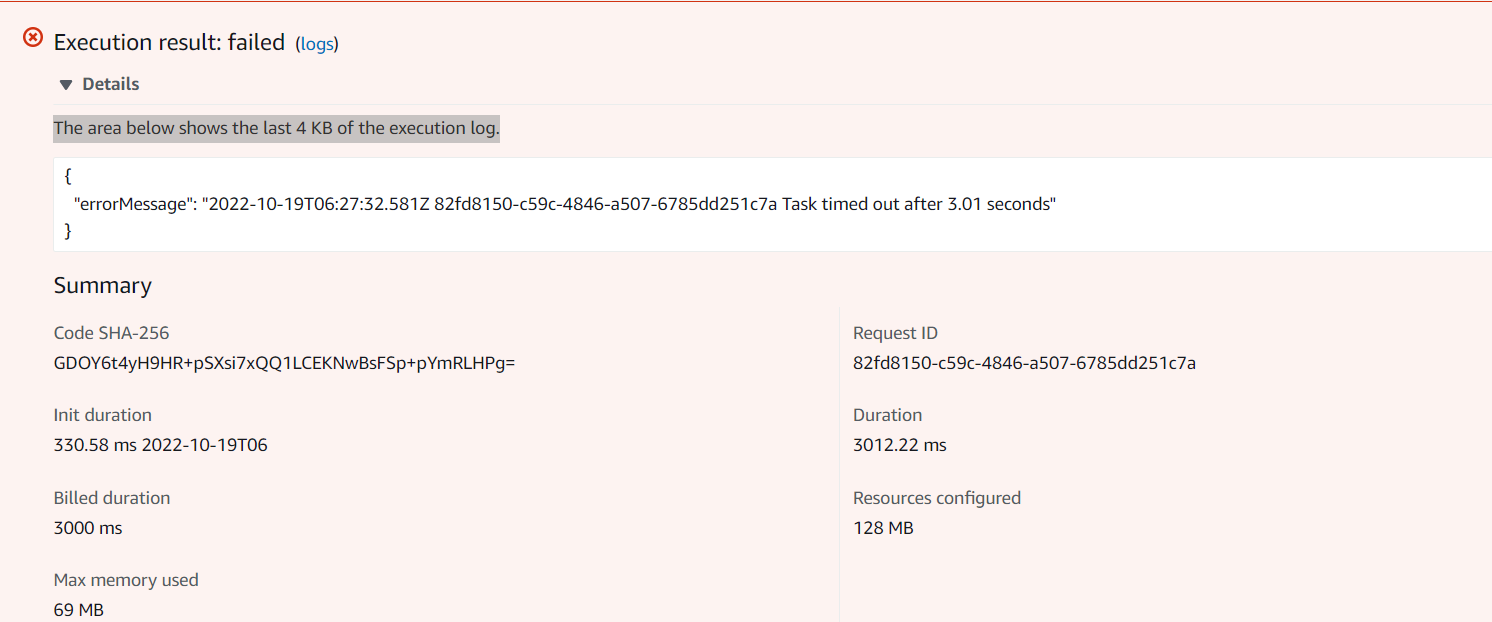 Execution result: failed (logs)
Details
The area below shows the last 4 KB of the execution log.
{
"errorMessage": "2022-10-19T06:27:32.581Z 82fd8150-c59c-4846-a507-6785dd251c7a Task timed out after 3.01 seconds"
}
Summary
Code SHA-256
GDOY6t4yH9HR+pSXsi7xQQ1LCEKNwBsFSp+pYmRLHPg=
Request ID
82fd8150-c59c-4846-a507-6785dd251c7a
Init duration
330.58 ms 2022-10-19T06
Duration
3012.22 ms
Billed duration
3000 ms
Resources configured
128 MB
Max memory used
69 MB